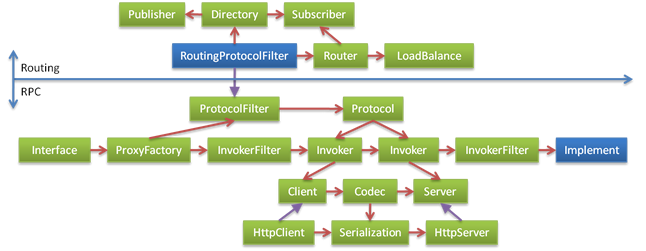 Publisher
Directory
Subscriber
RoutingProtocolFilter
Router
LoadBalance
Routing
RPC
ProtocolFilter
Protocol
Interface
ProxyFactory
InvokerFilter
Invoker
Invoker
InvokerFilter
Implement
Client
Codec
Server
HttpClient
Serialization
HttpServer